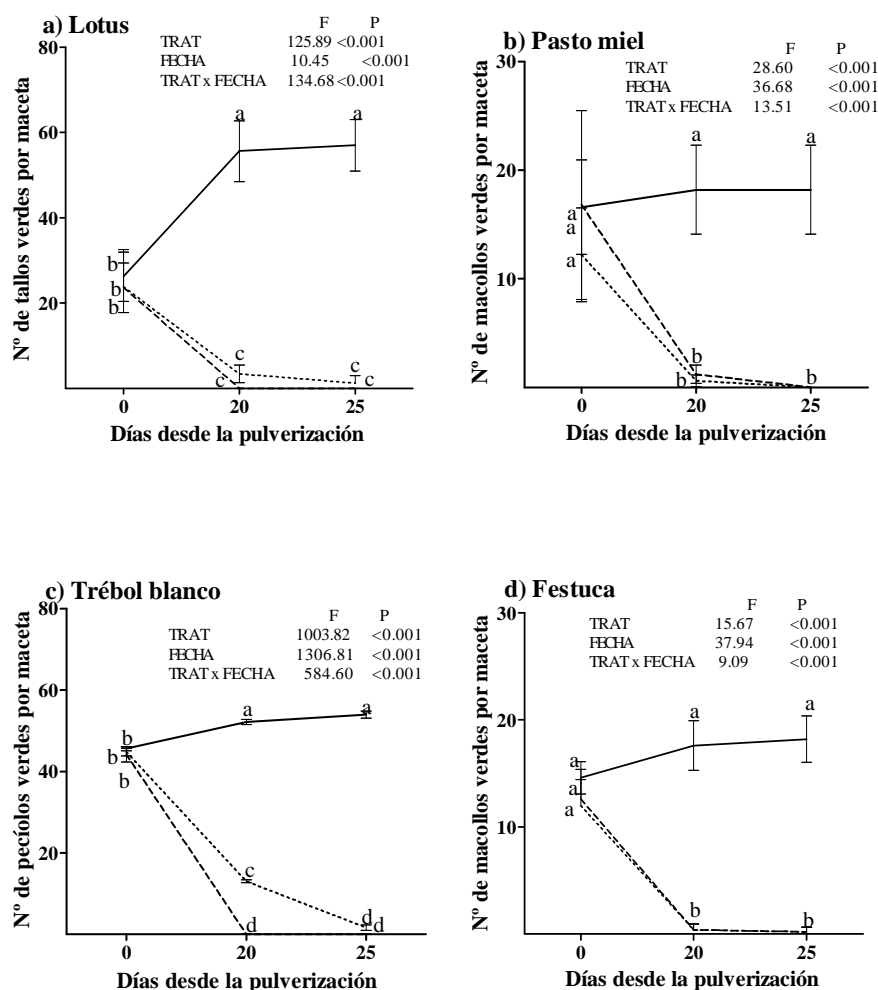 a) Lotus
F P
TRAT 125.89 <0.001
FECHA 10.45 <0.001
TRAT x FECHA 134.68 <0.001
80
60
40
20
Nº de tallos verdes por maceta
b
b
b
a
a
c
c
c
c
0 20 25
Días desde la pulverización
b) Pasto miel
F P
TRAT 28.60 <0.001
FECHA 36.68 <0.001
TRAT x FECHA 13.51 <0.001
30
20
10
Nº de macollos verdes por maceta
a
a
a
a
a
b
b
b
0 20 25
Días desde la pulverización
c) Trébol blanco
F P
TRAT 1003.82 <0.001
FECHA 1306.81 <0.001
TRAT x FECHA 584.60 <0.001
80
60
40
20
Nº de pecíolos verdes por maceta
b
b
b
a
a
c
d
d
d
0 20 25
Días desde la pulverización
d) Festuca
F P
TRAT 15.67 <0.001
FECHA 37.94 <0.001
TRAT x FECHA 9.09 <0.001
30
20
10
Nº de macollos verdes por maceta
a
a
a
a
a
b
b
0 20 25
Días desde la pulverización